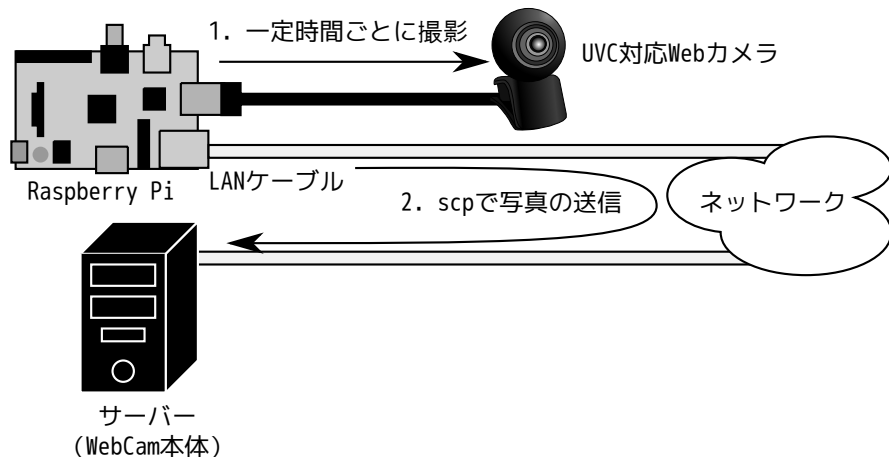 1. 一定時間ごとに撮影
UVC対応Webカメラ
Raspberry Pi
LANケーブル
2. scpで写真の送信
ネットワーク
サーバー
(WebCam本体)